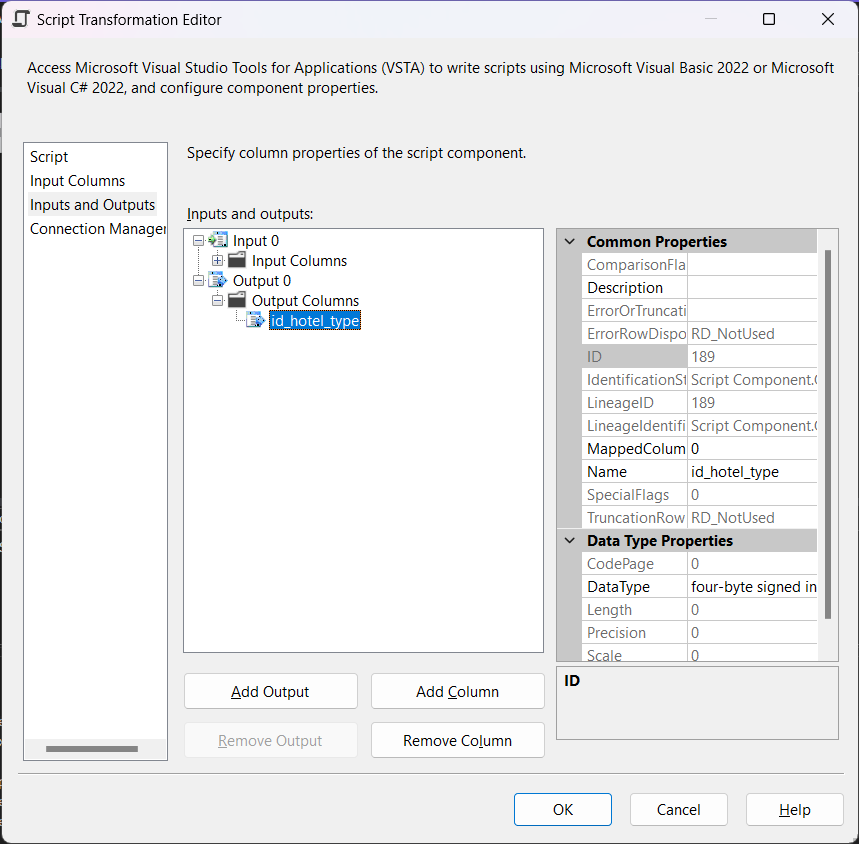 Script Transformation Editor
Access Microsoft Visual Studio Tools for Applications (VSTA) to write scripts using Microsoft Visual Basic 2022 or Microsoft
Visual C# 2022, and configure component properties.
Script
Input Columns
Inputs and Outputs
Connection Manager
Specify column properties of the script component.
Inputs and outputs:
Input 0
Input Columns
Output 0
Output Columns
id_hotel_type
Common Properties
ComparisonFla
Description
ErrorOrTruncati
ErrorRowDispo RD_NotUsed
ID 189
IdentificationSt Script Component.
LineageID 189
LineageIdentifi Script Component.
MappedColum 0
Name id_hotel_type
SpecialFlags 0
TruncationRow RD_NotUsed
Data Type Properties
CodePage 0
DataType four-byte signed in
Length 0
Precision 0
Scale 0
Add Output
Add Column
Remove Output
Remove Column
ID
OK
Cancel
Help